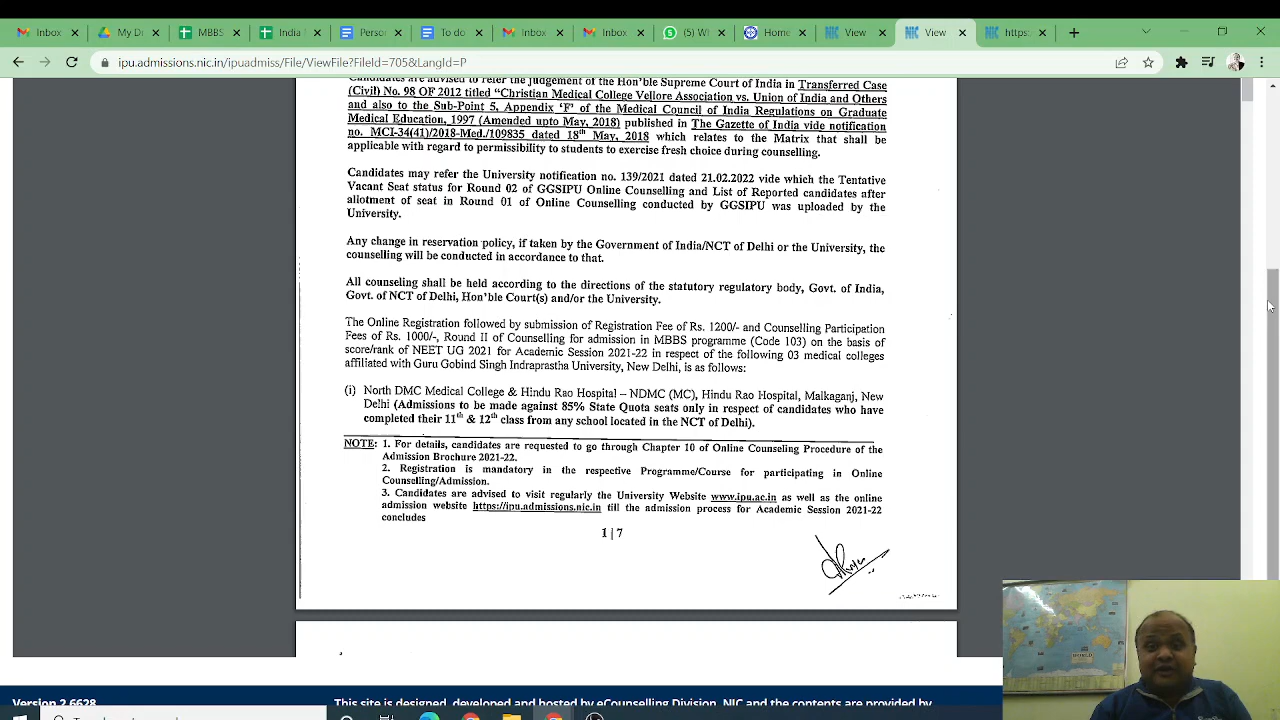 Inbox
My Di
MBBS
India
Person
To do
Inbox
Inbox
(5) W
Home
NIC View
NIC View
NIC https:
ipu.admissions.nic.in/ipuadmiss/File/ViewFile?FileId=705&LangId=P
Candidates are advised to refer the judgement of the Hon'ble Supreme Court of India in Transferred Case
(Civil) No. 98 OF 2012 titled "Christian Medical College Vellore Association vs. Union of India and Others
and also to the Sub-Point 5, Appendix 'F' of the Medical Council of India Regulations on Graduate
Medical Education, 1997 (Amended upto May, 2018) published in The Gazette of India vide notification
no. MCI-34(41)/2018-Med./109835 dated 18th May, 2018 which relates to the Matrix that shall be
applicable with regard to permissibility to students to exercise fresh choice during counselling.
Candidates may refer the University notification no. 139/2021 dated 21.02.2022 vide which the Tentative
Vacant Seat status for Round 02 of GGSIPU Online Counselling and List of Reported candidates after
allotment of seat in Round 01 of Online Counselling conducted by GGSIPU was uploaded by the
University.
Any change in reservation policy, if taken by the Government of India/NCT of Delhi or the University, the
counselling will be conducted in accordance to that.
All counseling shall be held according to the directions of the statutory regulatory body, Govt. of India,
Govt. of NCT of Delhi, Hon'ble Court(s) and/or the University.
The Online Registration followed by submission of Registration Fee of Rs. 1200/- and Counselling Participation
Fees of Rs. 1000/-, Round II of Counselling for admission in MBBS programme (Code 103) on the basis of
score/rank of NEET UG 2021 for Academic Session 2021-22 in respect of the following 03 medical colleges
affiliated with Guru Gobind Singh Indraprastha University, New Delhi, is as follows:
(i) North DMC Medical College & Hindu Rao Hospital – NDMC (MC), Hindu Rao Hospital, Malkaganj, New
Delhi (Admissions to be made against 85% State Quota seats only in respect of candidates who have
completed their 11th & 12th class from any school located in the NCT of Delhi).
NOTE: 1. For details, candidates are requested to go through Chapter 10 of Online Counseling Procedure of the
Admission Brochure 2021-22.
2. Registration is mandatory in the respective Programme/Course for participating in Online
Counselling/Admission.
3. Candidates are advised to visit regularly the University Website www.ipu.ac.in as well as the online
admission website https://ipu.admissions.nic.in till the admission process for Academic Session 2021-22
concludes
1 | 7
Version 2.6628
This site is designed, developed and hosted by eCounselling Division, NIC and the contents are provided by
WORLD